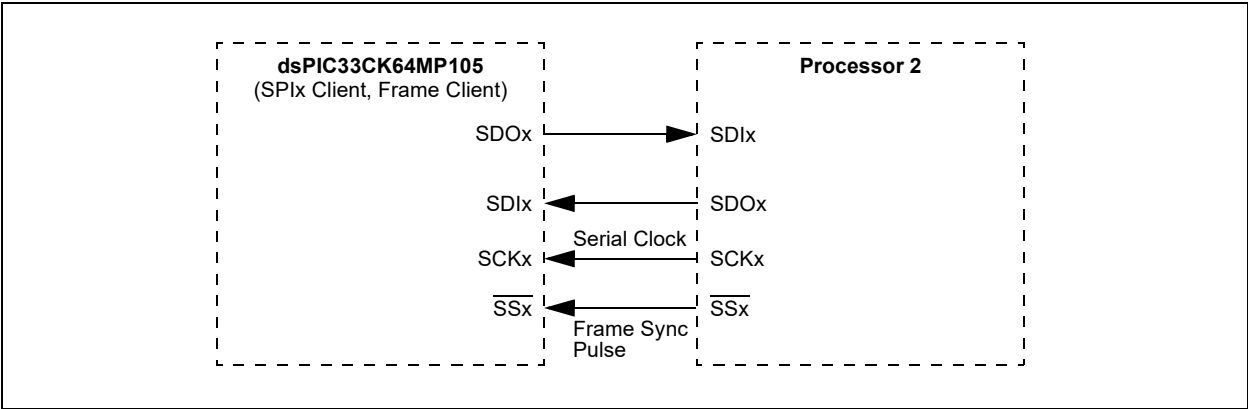 dsPIC33CK64MP105
(SPIx Client, Frame Client)
Processor 2
SDOx
SDIx
SDIx
SDOx
Serial Clock
SCKx
SCKx
SSx
SSx
Frame Sync
Pulse